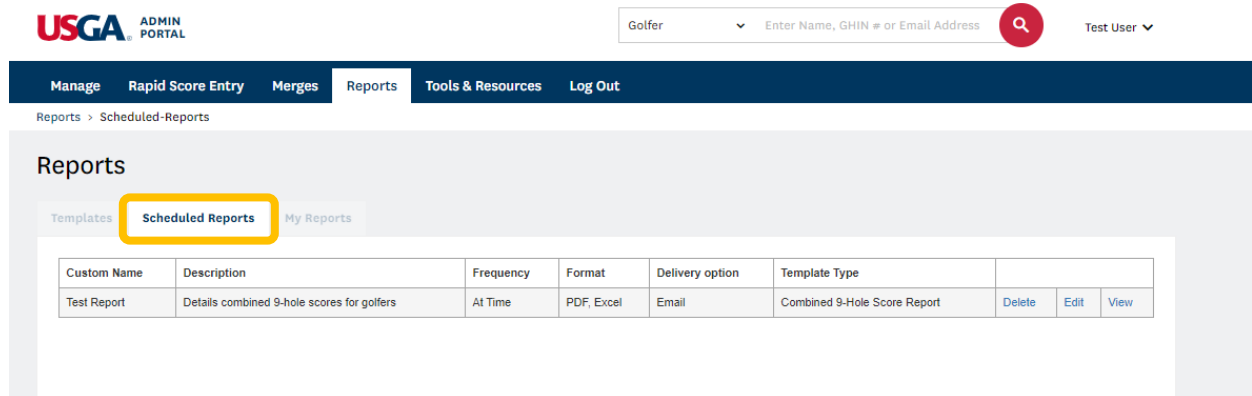 USGA ADMIN PORTAL
Golfer Enter Name, GHIN # or Email Address Test User
Manage Rapid Score Entry Merges Reports Tools & Resources Log Out
Reports > Scheduled-Reports
Reports
Templates Scheduled Reports My Reports
Custom Name Description Frequency Format Delivery option Template Type
Test Report Details combined 9-hole scores for golfers At Time PDF, Excel Email Combined 9-Hole Score Report Delete Edit View